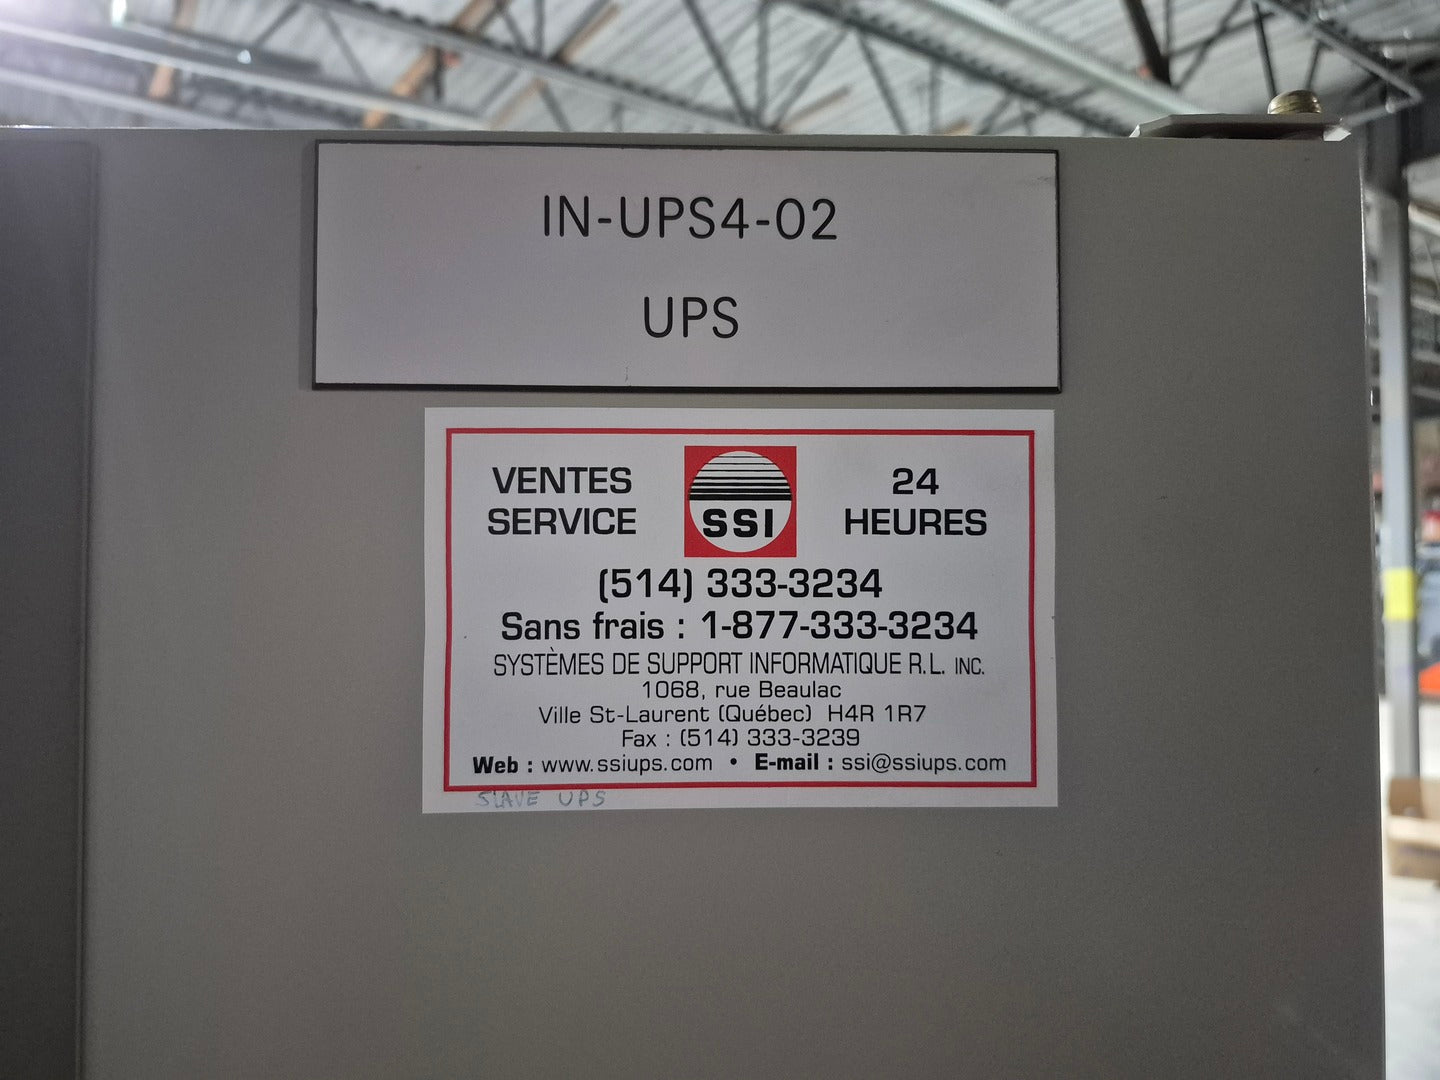 IN-UPS4-02
UPS
VENTES
SERVICE
SSI
24
HEURES
(514) 333-3234
Sans frais : 1-877-333-3234
SYSTÈMES DE SUPPORT INFORMATIQUE R.L. INC.
1068, rue Beaulac
Ville St-Laurent (Québec) H4R 1R7
Fax : (514) 333-3239
Web : www.ssiups.com • E-mail : ssi@ssiups.com
SLAVE UPS